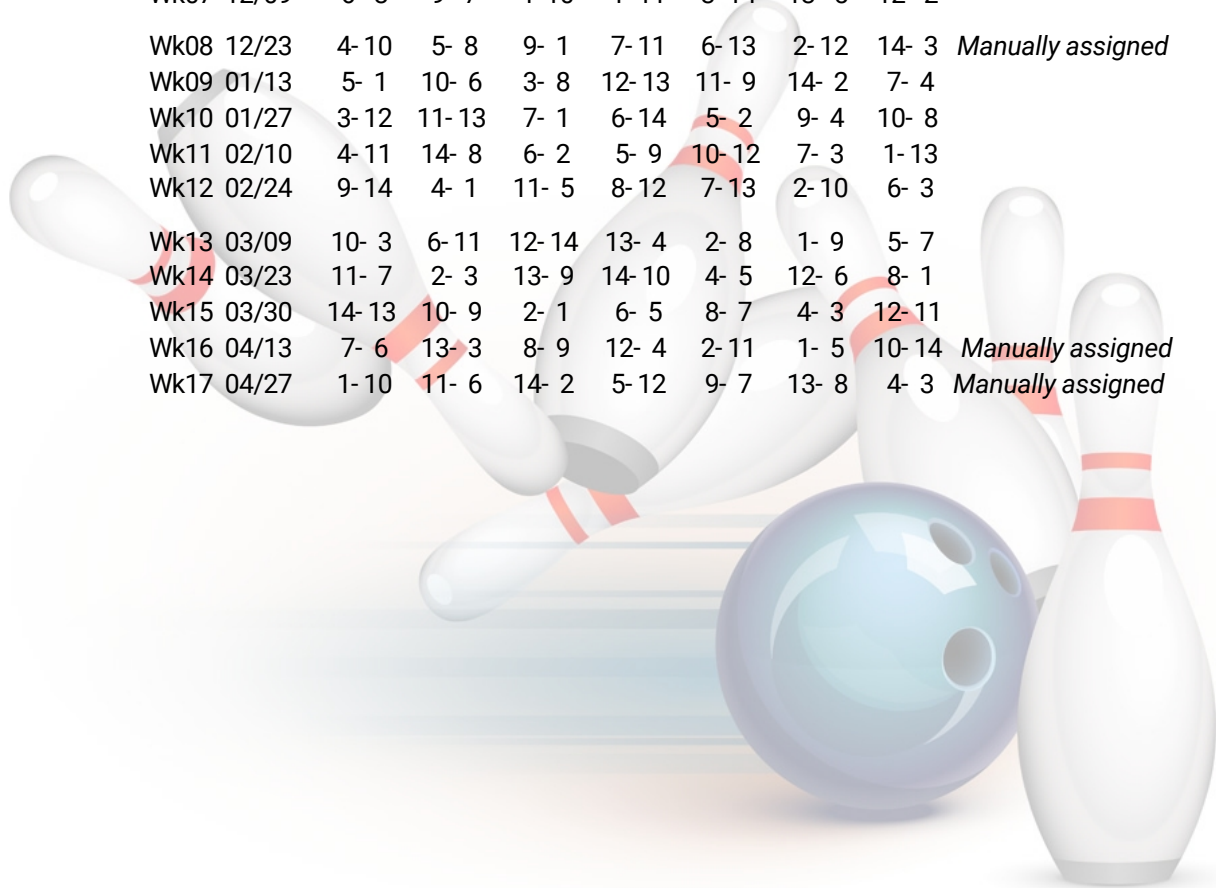 Wk08 12/23 4-10 5- 8 9- 1 7-11 6-13 2-12 14- 3 Manually assigned
Wk09 01/13 5- 1 10- 6 3- 8 12-13 11- 9 14- 2 7- 4
Wk10 01/27 3-12 11-13 7- 1 6-14 5- 2 9- 4 10- 8
Wk11 02/10 4-11 14- 8 6- 2 5- 9 10-12 7- 3 1-13
Wk12 02/24 9-14 4- 1 11- 5 8-12 7-13 2-10 6- 3
Wk13 03/09 10- 3 6-11 12-14 13- 4 2- 8 1- 9 5- 7
Wk14 03/23 11- 7 2- 3 13- 9 14-10 4- 5 12- 6 8- 1
Wk15 03/30 14-13 10- 9 2- 1 6- 5 8- 7 4- 3 12-11
Wk16 04/13 7- 6 13- 3 8- 9 12- 4 2-11 1- 5 10-14 Manually assigned
Wk17 04/27 1-10 11- 6 14- 2 5-12 9- 7 13- 8 4- 3 Manually assigned